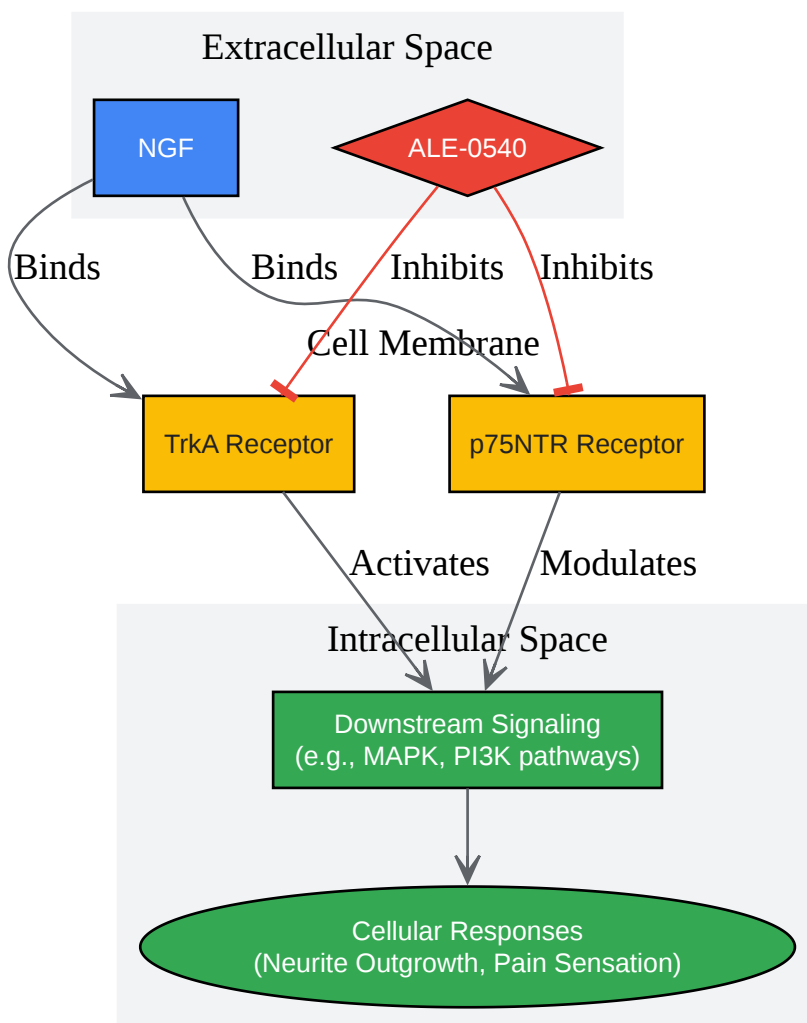 Extracellular Space
NGF
ALE-0540
Binds
Binds
Inhibits
Inhibits
Cell Membrane
TrkA Receptor
p75NTR Receptor
Activates
Modulates
Intracellular Space
Downstream Signaling
(e.g., MAPK, PI3K pathways)
Cellular Responses
(Neurite Outgrowth, Pain Sensation)